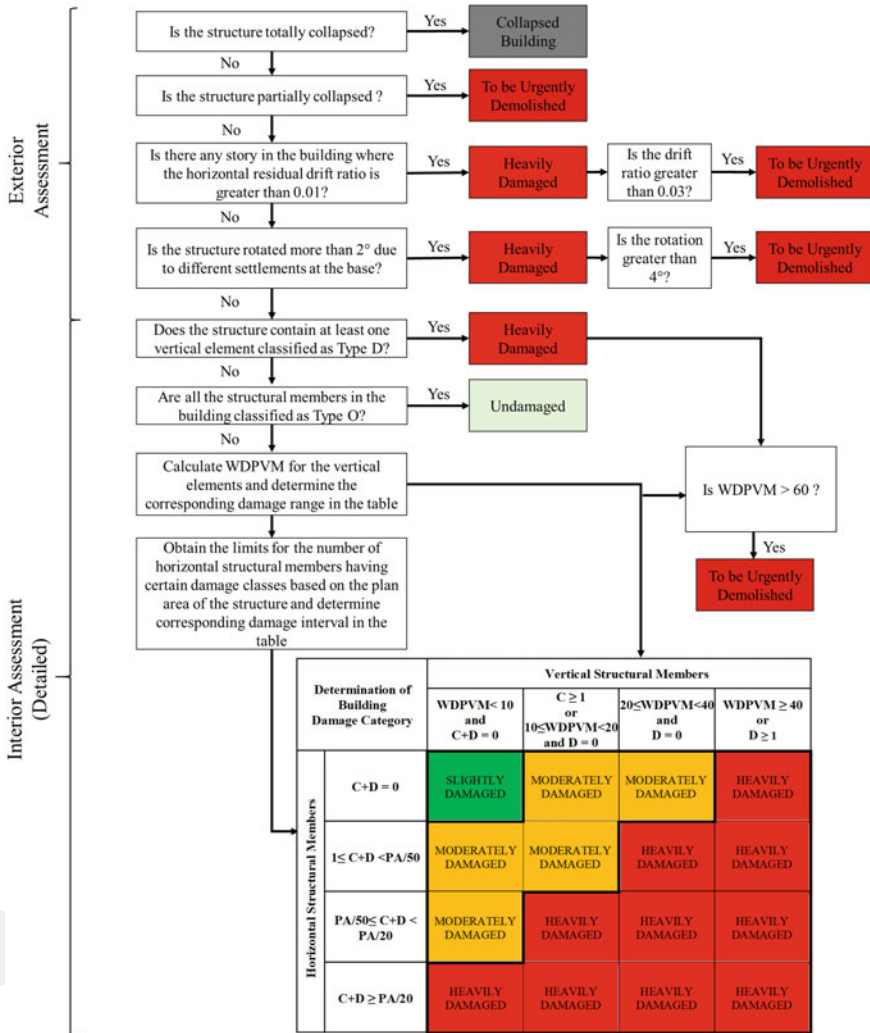 Exterior
Assessment
Is the structure totally collapsed?
Yes
Collapsed
Building
No
Is the structure partially collapsed ?
Yes
To be Urgently
Demolished
No
Is there any story in the building where
the horizontal residual drift ratio is
greater than 0.01?
Yes
Heavily
Damaged
Is the drift
ratio greater
than 0.03?
Yes
To be Urgently
Demolished
No
Is the structure rotated more than 2° due
to different settlements at the base?
Yes
Heavily
Damaged
Is the rotation
greater than
4°?
Yes
To be Urgently
Demolished
No
Interior Assessment
(Detailed)
Does the structure contain at least one
vertical element classified as Type D?
Yes
Heavily
Damaged
No
Are all the structural members in the
building classified as Type O?
Yes
Undamaged
No
Calculate WDPVM for the vertical
elements and determine the
corresponding damage range in the table
Is WDPVM > 60 ?
Yes
To be Urgently
Demolished
Obtain the limits for the number of
horizontal structural members having
certain damage classes based on the plan
area of the structure and determine
corresponding damage interval in the
table
Determination of
Building
Damage Category
Vertical Structural Members
WDPVM< 10
and
C+D = 0
C ≥ 1
or
10≤WDPVM<20
and D = 0
20≤WDPVM<40
and
D = 0
WDPVM ≥ 40
or
D ≥ 1
Horizontal Structural Members
C+D = 0
SLIGHTLY
DAMAGED
MODERATELY
DAMAGED
MODERATELY
DAMAGED
HEAVILY
DAMAGED
1≤ C+D <PA/50
MODERATELY
DAMAGED
MODERATELY
DAMAGED
HEAVILY
DAMAGED
HEAVILY
DAMAGED
PA/50≤ C+D <
PA/20
MODERATELY
DAMAGED
HEAVILY
DAMAGED
HEAVILY
DAMAGED
HEAVILY
DAMAGED
C+D ≥ PA/20
HEAVILY
DAMAGED
HEAVILY
DAMAGED
HEAVILY
DAMAGED
HEAVILY
DAMAGED